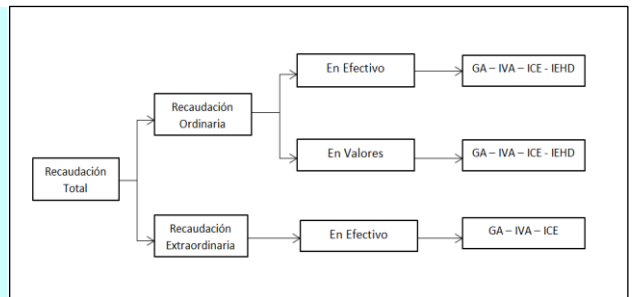 En Efectivo
GA – IVA – ICE - IEHD
Recaudación
Ordinaria
En Valores
GA – IVA – ICE - IEHD
Recaudación
Total
Recaudación
Extraordinaria
En Efectivo
GA – IVA – ICE